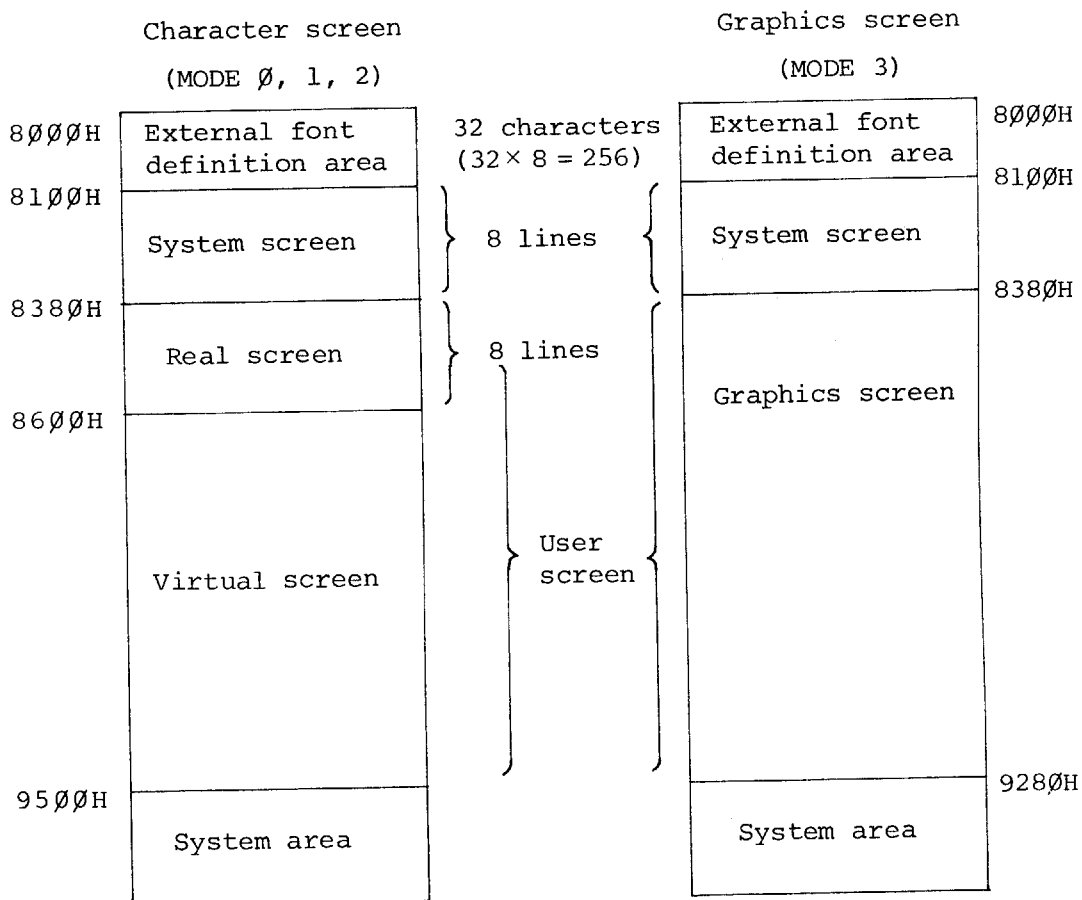 Character screen
(MODE Ø, 1, 2)
Graphics screen
(MODE 3)
8ØØØH
External font
definition area
32 characters
(32 × 8 = 256)
External font
definition area
8ØØØH
81ØØH
81ØØH
System screen
8 lines
System screen
838ØH
838ØH
Real screen
8 lines
Graphics screen
86ØØH
Virtual screen
User
screen
95ØØH
928ØH
System area
System area